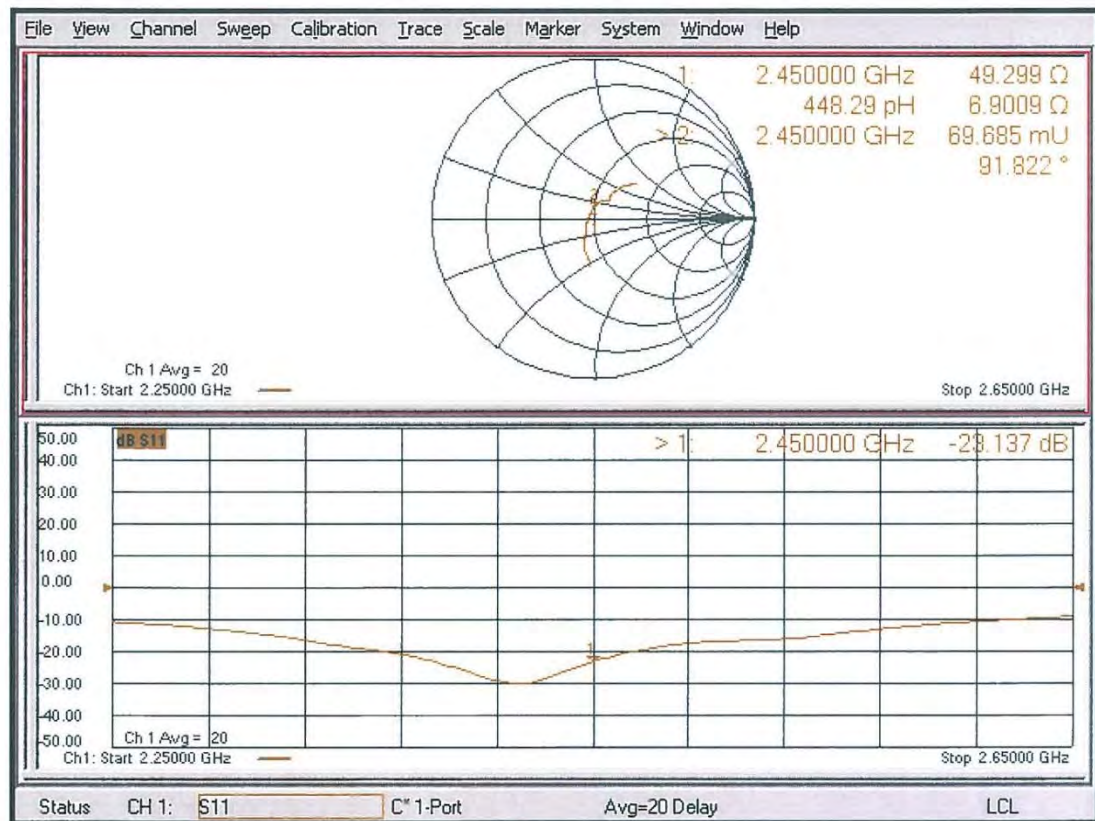 File View Channel Sweep Calibration Trace Scale Marker System Window Help
1: 2.450000 GHz 49.299 Ω
448.29 pH 6.9009 Ω
> 2: 2.450000 GHz 69.685 mU
91.822 °
Ch 1 Avg = 20
Ch1: Start 2.25000 GHz
Stop 2.65000 GHz
50.00 dB S11 > 1: 2.450000 GHz -23.137 dB
40.00
30.00
20.00
10.00
0.00
-10.00
-20.00 1
-30.00
-40.00
-50.00 Ch 1 Avg = 20
Ch1: Start 2.25000 GHz Stop 2.65000 GHz
Status CH 1: S11 C* 1-Port Avg=20 Delay LCL